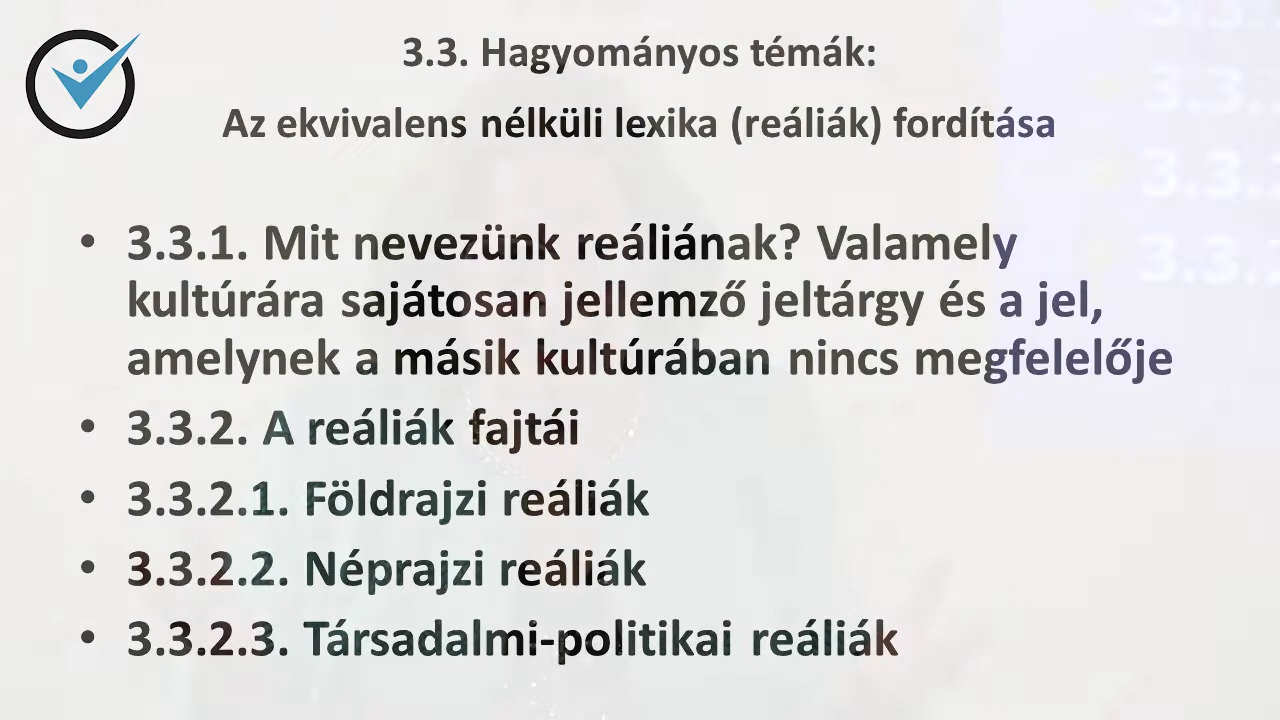 3.3. Hagyományos témák:
Az ekvivalens nélküli lexika (reáliák) fordítása
• 3.3.1. Mit nevezünk reáliának? Valamely
kultúrára sajátosan jellemző jeltárgy és a jel,
amelynek a másik kultúrában nincs megfelelője
• 3.3.2. A reáliák fajtái
• 3.3.2.1. Földrajzi reáliák
• 3.3.2.2. Néprajzi reáliák
• 3.3.2.3. Társadalmi-politikai reáliák